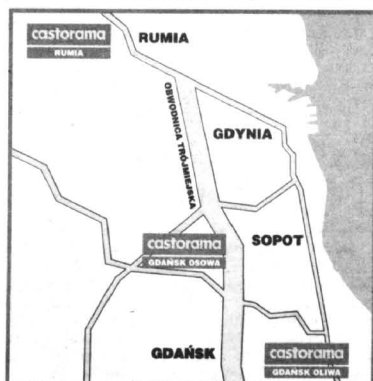 castorama
RUMIA
RUMIA
OBWODNICA TRÓJMIEJSKA
GDYNIA
SOPOT
castorama
GDAŃSK OSOWA
GDAŃSK
castorama
GDAŃSK OLIWA